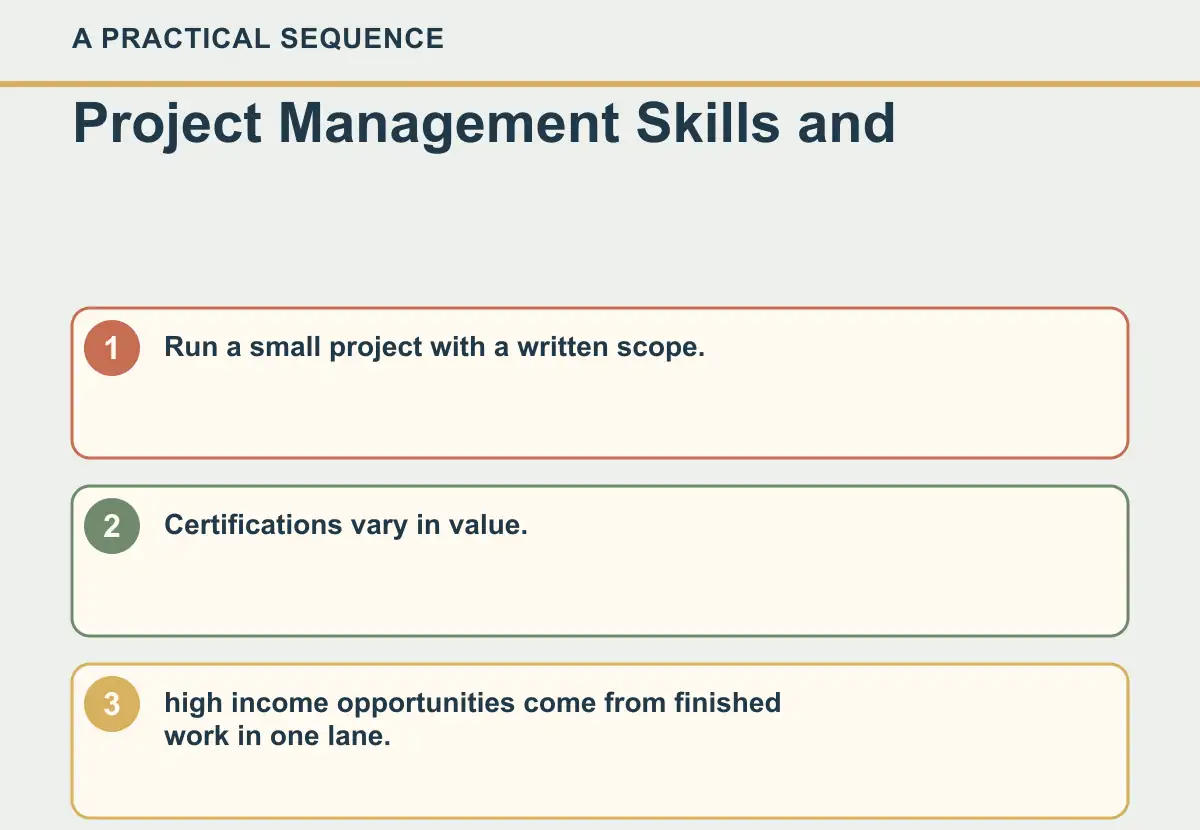 A PRACTICAL SEQUENCE
Project Management Skills and
1
Run a small project with a written scope.
2
Certifications vary in value.
3
high income opportunities come from finished
work in one lane.